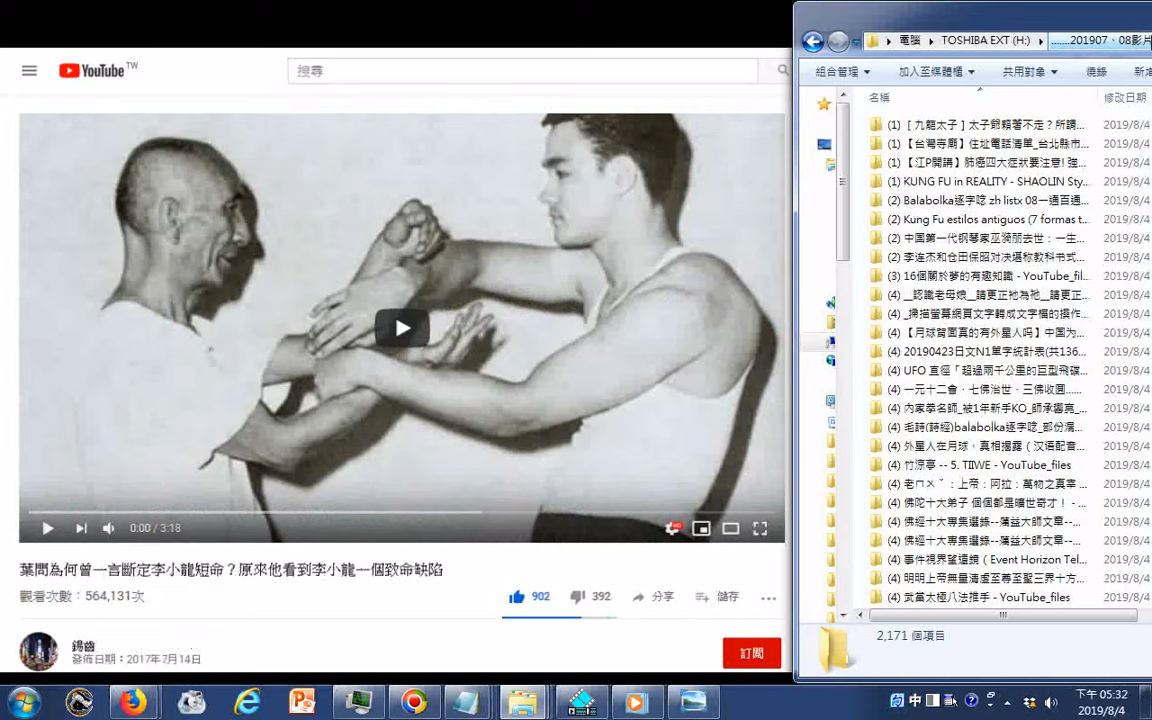 YouTube TW
搜尋
0:00 / 3:18
葉問為何曾一言斷定李小龍短命？原來他看到李小龍一個致命缺陷
觀看次數：564,131次
902
392
分享
儲存
錫齒
發佈日期：2017年7月14日
訂閱
電腦
TOSHIBA EXT (H:)
.......201907、08影片
組合管理
加入至媒體櫃
共用對象
燒錄
新增
名稱
修改日期
(1)［九龍太子］太子爺賴著不走？所謂... 2019/8/4
(1)【台灣寺廟】住址電話清單_台北縣市... 2019/8/4
(1)【江P開講】肺癌四大症狀要注意! 強... 2019/8/4
(1) KUNG FU in REALITY - SHAOLIN Sty... 2019/8/4
(2) Balabolka逐字唸 zh listx 08一通百通... 2019/8/4
(2) Kung Fu estilos antiguos (7 formas t... 2019/8/4
(2) 中国第一代钢琴家巫漪丽去世：一生... 2019/8/4
(2) 李连杰和仓田保昭对决堪称教科书式... 2019/8/4
(3) 16個關於夢的有趣知識 - YouTube_fil... 2019/8/4
(4) __認識老母娘__請更正祂為祂__請更正... 2019/8/4
(4) _掃描螢幕網頁文字轉成文字檔的操作... 2019/8/4
(4)【月球背面真的有外星人吗】中国为... 2019/8/4
(4) 20190423日文N1單字統計表(共136... 2019/8/4
(4) UFO 直徑「超過兩千公里的巨型飛碟... 2019/8/4
(4) 一元十二會．七佛治世．三佛收圓..... 2019/8/4
(4) 內家拳名師_被1年新手KO_師承響亮_... 2019/8/4
(4) 毛詩(詩經)balabolka逐字唸_部份濁... 2019/8/4
(4) 外星人在月球，真相揭露（汉语配音... 2019/8/4
(4) 竹涼亭 -- 5. TIIWE - YouTube_files 2019/8/4
(4) 老ㄇㄨˇ：上帝：阿拉：萬物之真宰 ... 2019/8/4
(4) 佛陀十大弟子 個個都是曠世奇才！ -... 2019/8/4
(4) 佛經十大專集選錄--蕅益大師文章--... 2019/8/4
(4) 佛經十大專集選錄--蕅益大師文章--... 2019/8/4
(4) 事件視界望遠鏡（Event Horizon Tel... 2019/8/4
(4) 明明上帝無量清虛至尊至聖三界十方... 2019/8/4
(4) 武當太極八法推手 - YouTube_files 2019/8/4
2,171 個項目
中
下午 05:32
2019/8/4